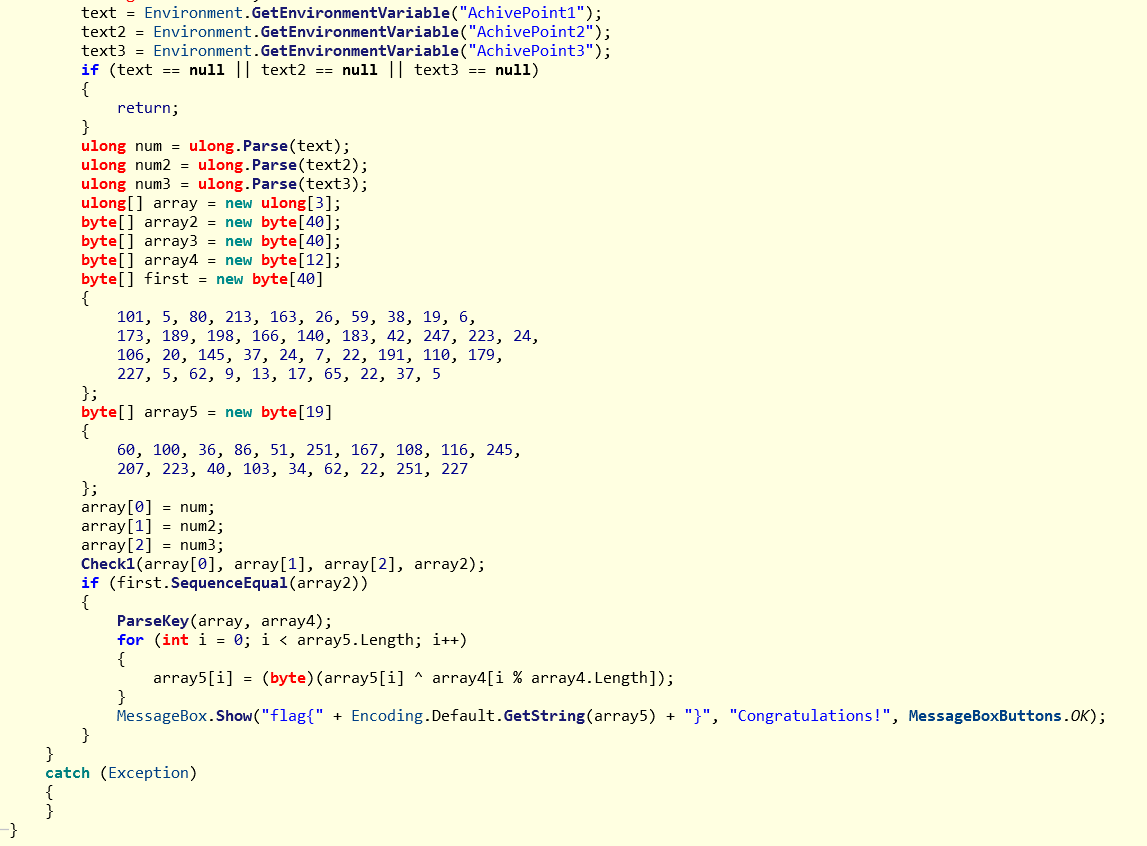 text = Environment.GetEnvironmentVariable("AchivePoint1");
text2 = Environment.GetEnvironmentVariable("AchivePoint2");
text3 = Environment.GetEnvironmentVariable("AchivePoint3");
if (text == null || text2 == null || text3 == null)
{
return;
}
ulong num = ulong.Parse(text);
ulong num2 = ulong.Parse(text2);
ulong num3 = ulong.Parse(text3);
ulong[] array = new ulong[3];
byte[] array2 = new byte[40];
byte[] array3 = new byte[40];
byte[] array4 = new byte[12];
byte[] first = new byte[40]
{
101, 5, 80, 213, 163, 26, 59, 38, 19, 6,
173, 189, 198, 166, 140, 183, 42, 247, 223, 24,
106, 20, 145, 37, 24, 7, 22, 191, 110, 179,
227, 5, 62, 9, 13, 17, 65, 22, 37, 5
};
byte[] array5 = new byte[19]
{
60, 100, 36, 86, 51, 251, 167, 108, 116, 245,
207, 223, 40, 103, 34, 62, 22, 251, 227
};
array[0] = num;
array[1] = num2;
array[2] = num3;
Check1(array[0], array[1], array[2], array2);
if (first.SequenceEqual(array2))
{
ParseKey(array, array4);
for (int i = 0; i < array5.Length; i++)
{
array5[i] = (byte)(array5[i] ^ array4[i % array4.Length]);
}
MessageBox.Show("flag{" + Encoding.Default.GetString(array5) + "}", "Congratulations!", MessageBoxButtons.OK);
}
}
catch (Exception)
{
}
}